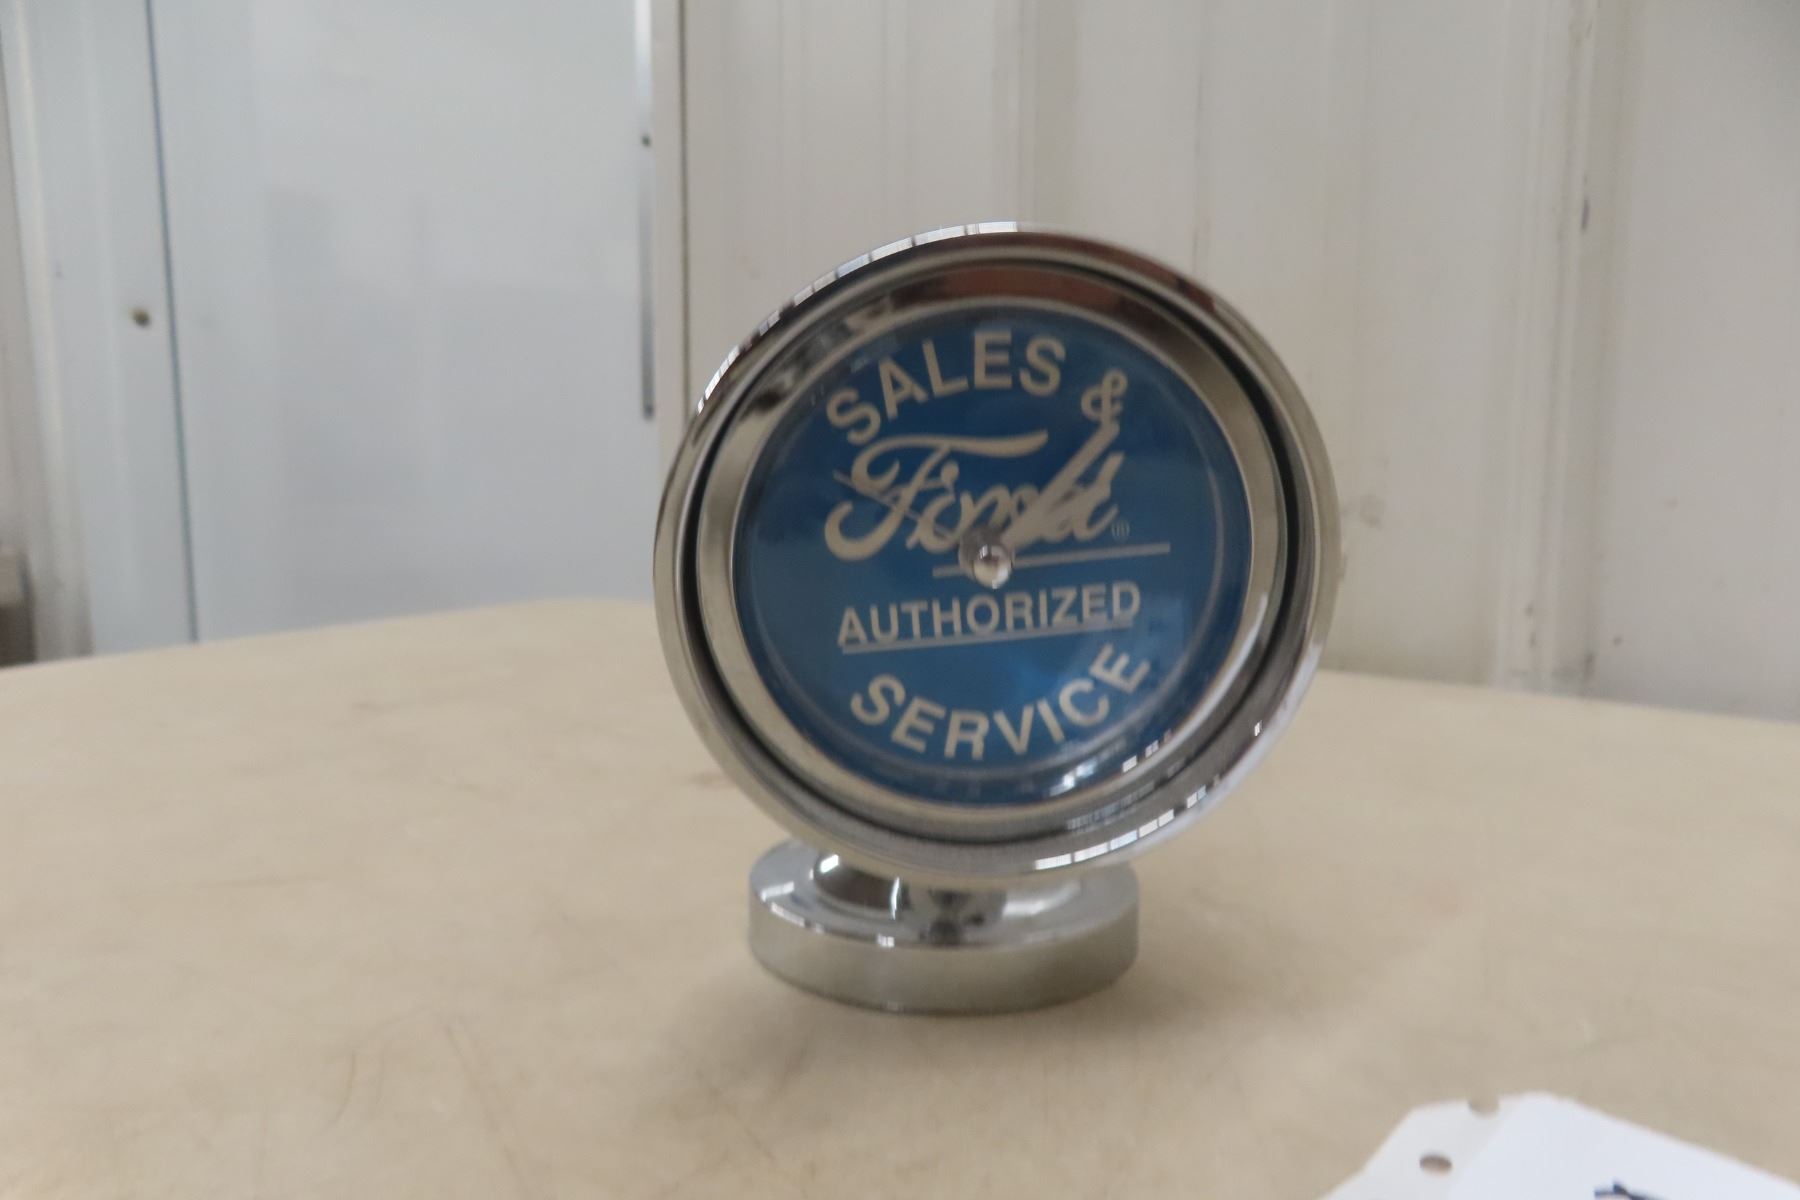 SALES &
Ford®
AUTHORIZED
SERVICE